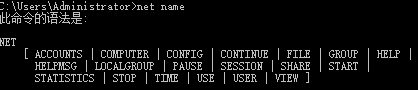 C:\Users\Administrator>net name
此命令的语法是:
NET
[ ACCOUNTS | COMPUTER | CONFIG | CONTINUE | FILE | GROUP | HELP |
HELPMSG | LOCALGROUP | PAUSE | SESSION | SHARE | START |
STATISTICS | STOP | TIME | USE | USER | VIEW ]